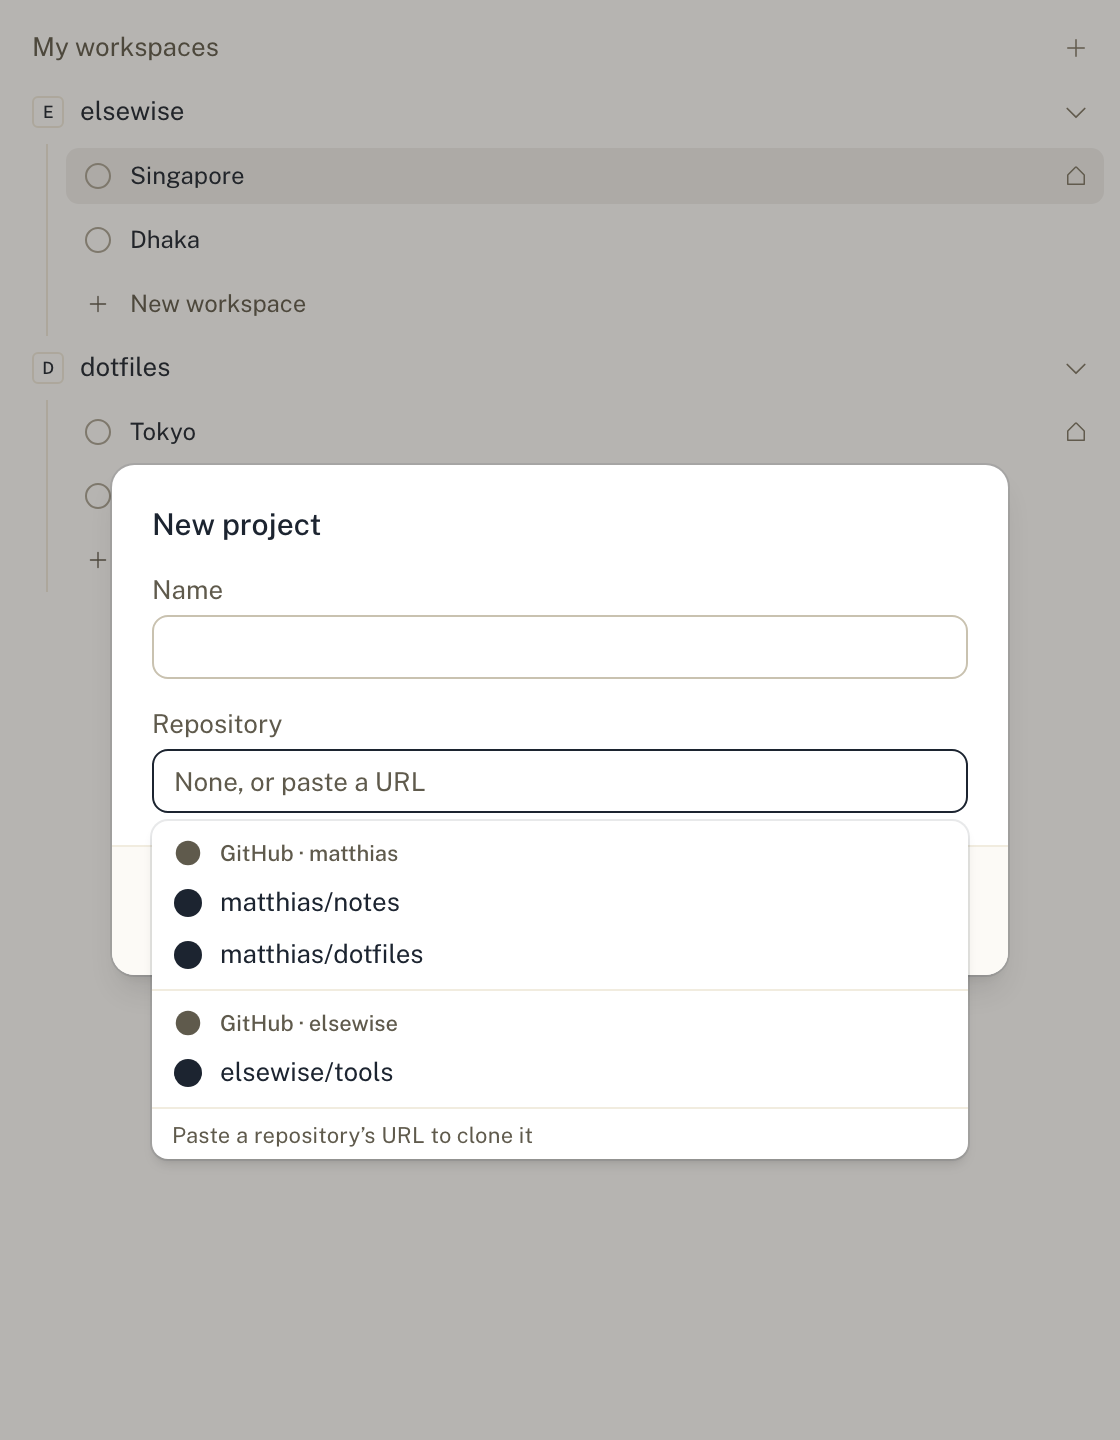 My workspaces
E elsewise
Singapore
Dhaka
New workspace
D dotfiles
Tokyo
New project
Name
Repository
None, or paste a URL
GitHub · matthias
matthias/notes
matthias/dotfiles
GitHub · elsewise
elsewise/tools
Paste a repository’s URL to clone it